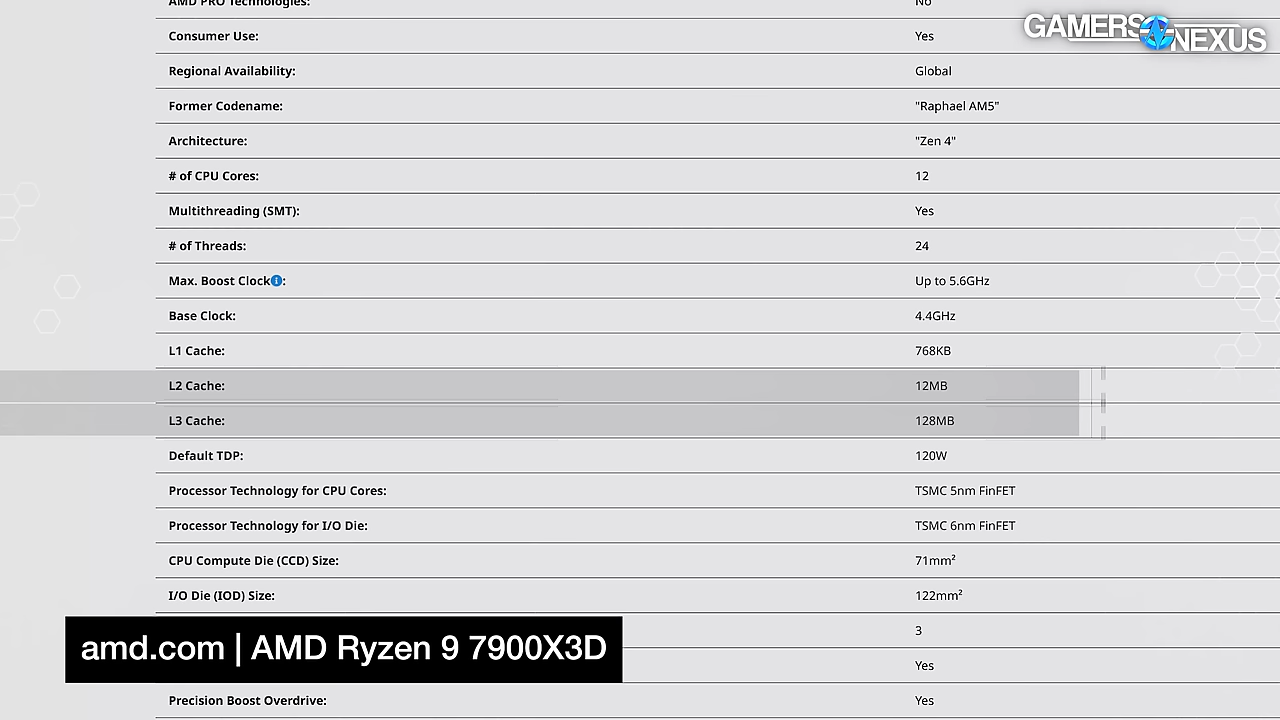 AMD PRO Technologies: No
GAMERS NEXUS
Consumer Use: Yes
Regional Availability: Global
Former Codename: "Raphael AM5"
Architecture: "Zen 4"
# of CPU Cores: 12
Multithreading (SMT): Yes
# of Threads: 24
Max. Boost Clock: Up to 5.6GHz
Base Clock: 4.4GHz
L1 Cache: 768KB
L2 Cache: 12MB
L3 Cache: 128MB
Default TDP: 120W
Processor Technology for CPU Cores: TSMC 5nm FinFET
Processor Technology for I/O Die: TSMC 6nm FinFET
CPU Compute Die (CCD) Size: 71mm²
I/O Die (IOD) Size: 122mm²
3
amd.com | AMD Ryzen 9 7900X3D
Yes
Precision Boost Overdrive: Yes